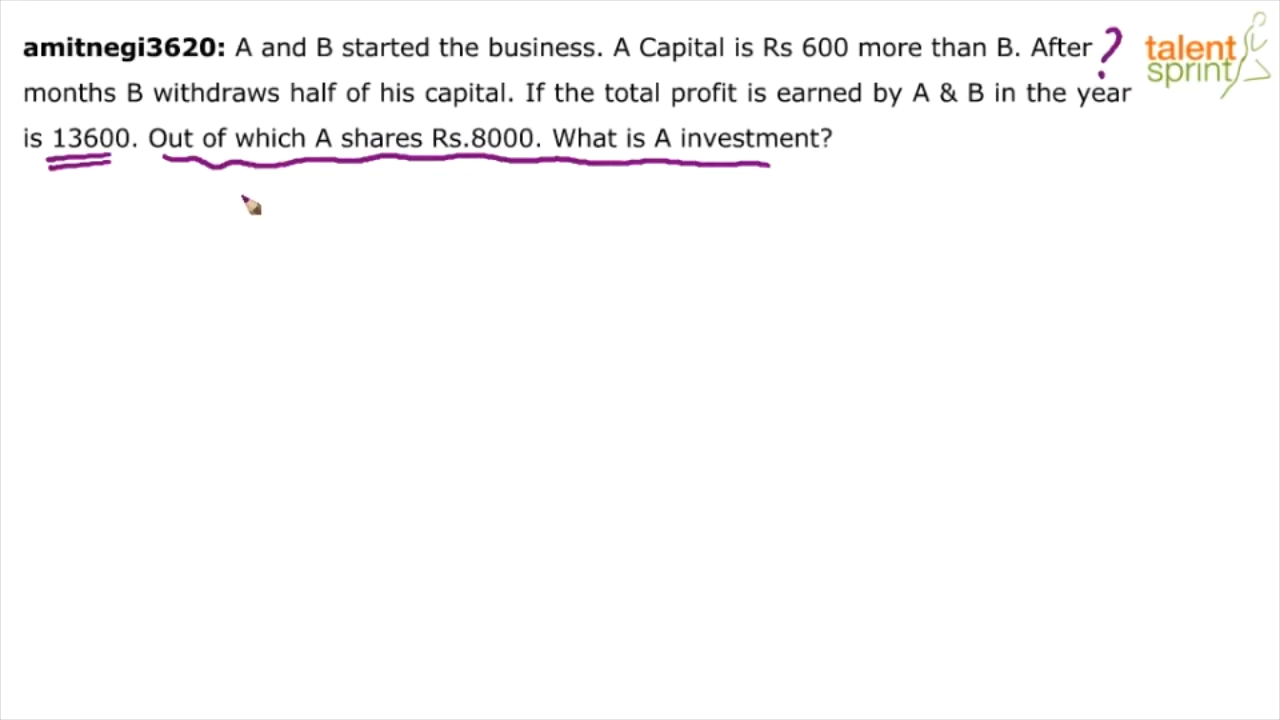 amitnegi3620: A and B started the business. A Capital is Rs 600 more than B. After ?
months B withdraws half of his capital. If the total profit is earned by A & B in the year
is 13600. Out of which A shares Rs.8000. What is A investment?
talent
sprint